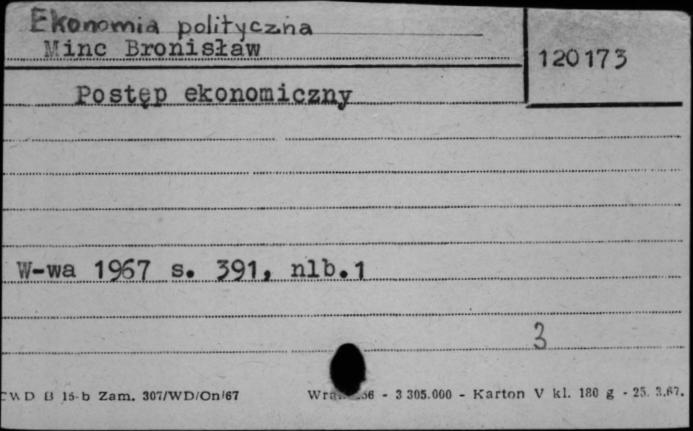 Ekonomia polityczna
Minc Bronisław
120173
Postęp ekonomiczny
W-wa 1967 s. 391, nlb.1
3
B 15-b Zam. 307/WD/On/67
- 3 305.000 - Karton V kl. 180 g - 25. 3.67.